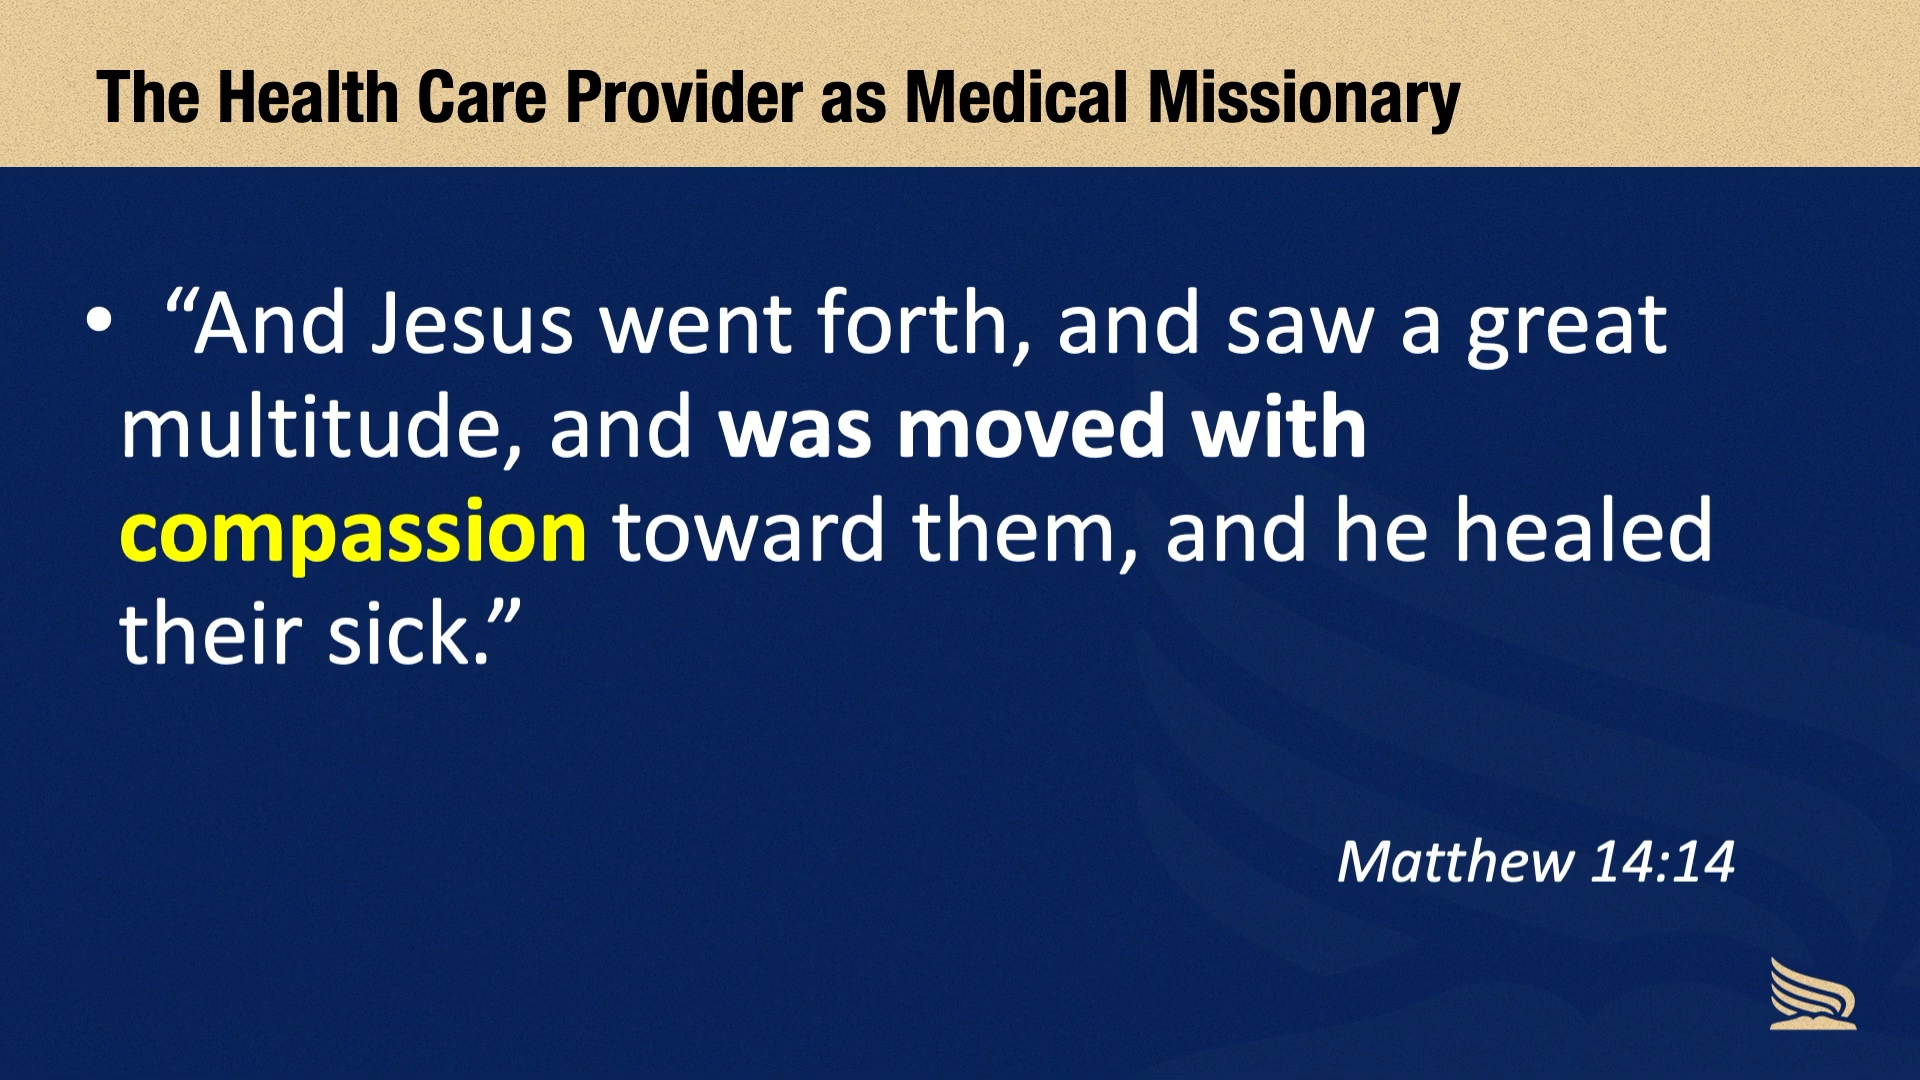 The Health Care Provider as Medical Missionary
• “And Jesus went forth, and saw a great
multitude, and was moved with
compassion toward them, and he healed
their sick.”
Matthew 14:14